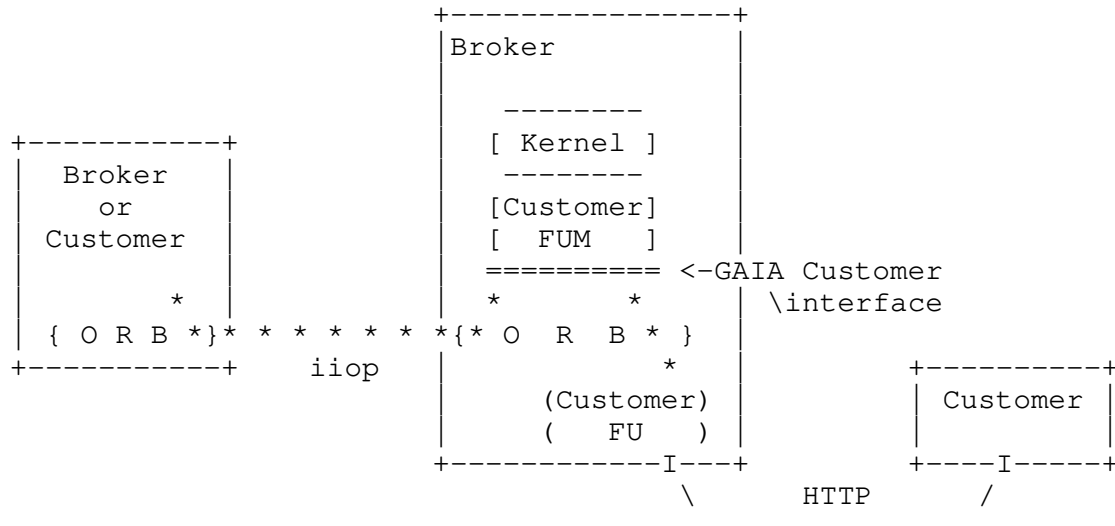 Broker
[ Kernel ]
Broker
or
[Customer]
Customer
[ FUM ]
========== <-GAIA Customer
* * * \interface
{ O R B *}* * * * * * *{* O R B * }
iiop *
(Customer) Customer
( FU )
I I
\ HTTP /